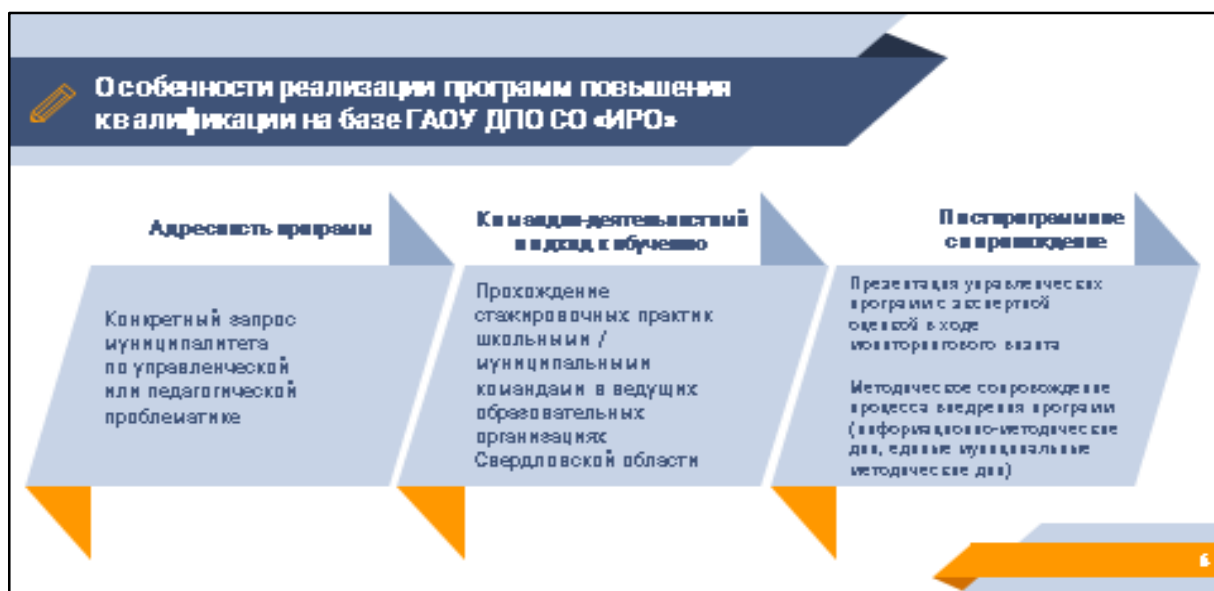 Особенности реализации программ повышения
квалификации на базе ГАОУ ДПО СО «ИРО»
Адресность программ
Конкретный запрос
муниципалитета
по управленческой
или педагогической
проблематике
Командно-деятельностный
подход к обучению
Прохождение
стажировочных практик
школьными /
муниципальными
командами в ведущих
образовательных
организациях
Свердловской области
Постпрограммное
сопровождение
Презентация управленческих
программ с экспертной
оценкой в ходе
мониторингового визита
Методическое сопровождение
процесса внедрения программ
(информационно-методические
дни, единые муниципальные
методические дни)
6